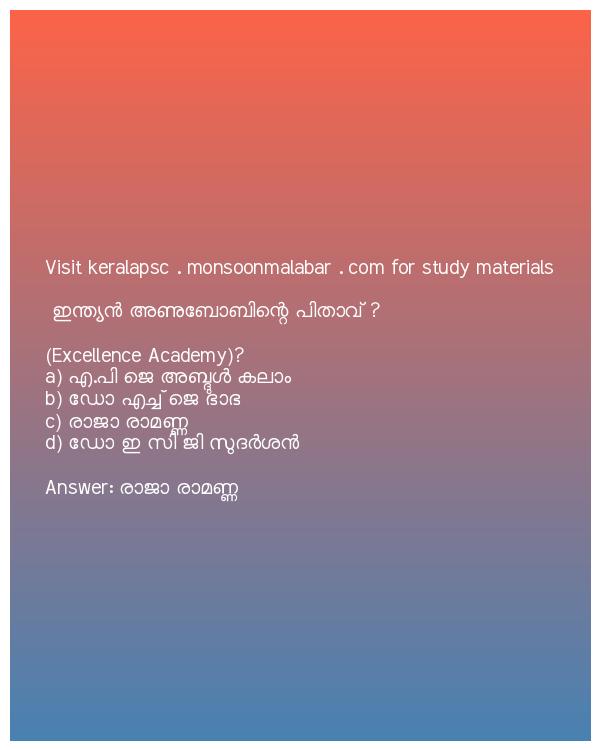 Visit keralapsc . monsoonmalabar . com for study materials
ഇന്ത്യൻ അണുബോബിന്റെ പിതാവ് ?
(Excellence Academy)?
a) എ.പി ജെ അബ്ദുൾ കലാം
b) ഡോ എച്ച് ജെ ഭാഭ
c) രാജാ രാമണ്ണ
d) ഡോ ഇ സി ജി സുദർശൻ
Answer: രാജാ രാമണ്ണ